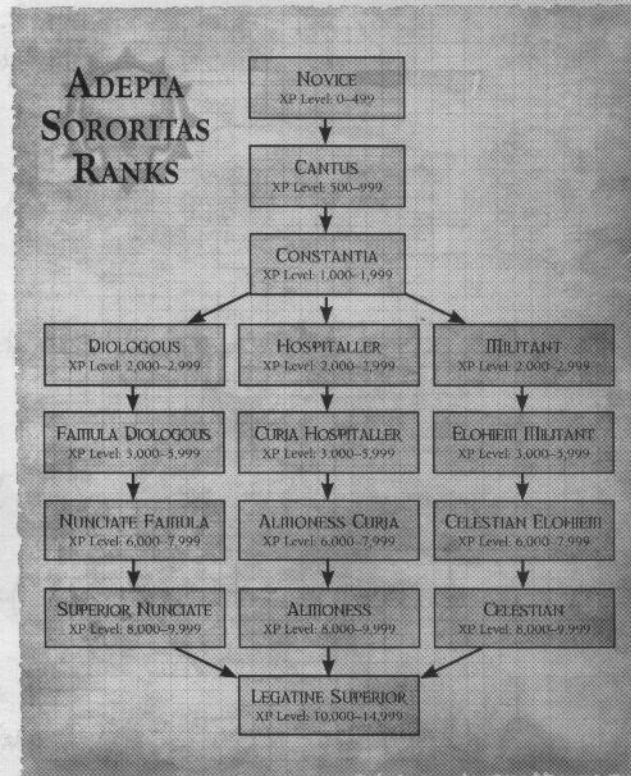 ADEPTA
SORORITAS
RANKS
NOVICE
XP Level: 0–499
CANTUS
XP Level: 500–999
CONSTANTIA
XP Level: 1,000–1,999
DIOLOGOUS
XP Level: 2,000–2,999
HOSPITALLER
XP Level: 2,000–2,999
MILITANT
XP Level: 2,000–2,999
FAMULA DIOLOGOUS
XP Level: 3,000–5,999
CURIA HOSPITALLER
XP Level: 3,000–5,999
ELOHIEM MILITANT
XP Level: 3,000–5,999
NUNCIATE FAMULA
XP Level: 6,000–7,999
ALMONESS CURIA
XP Level: 6,000–7,999
CELESTIAN ELOHIEM
XP Level: 6,000–7,999
SUPERIOR NUNCIATE
XP Level: 8,000–9,999
ALMONESS
XP Level: 8,000–9,999
CELESTIAN
XP Level: 8,000–9,999
LEGATINE SUPERIOR
XP Level: 10,000–14,999